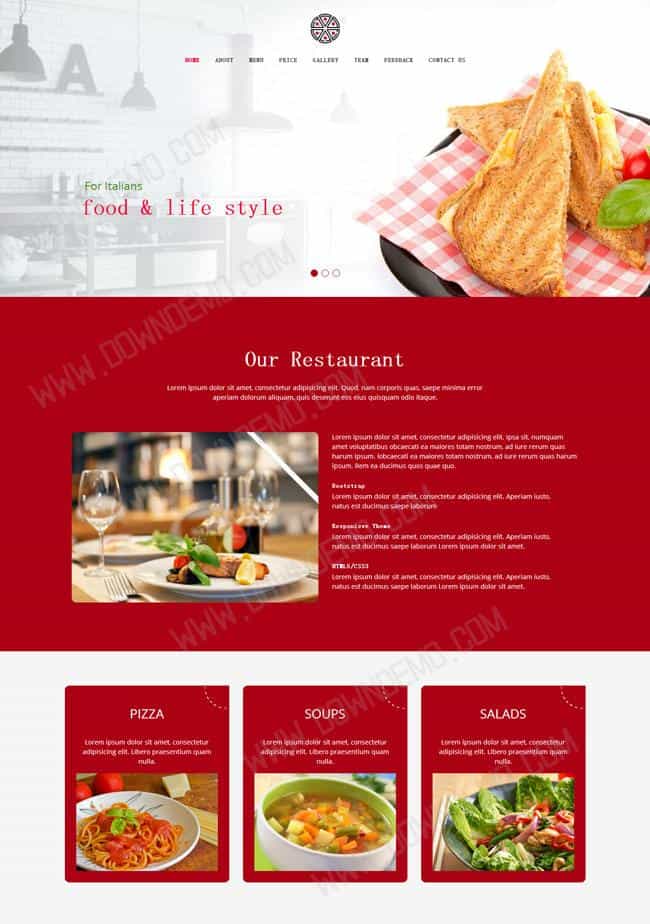 HOME ABOUT MENU PRICE GALLERY TEAM FEEDBACK CONTACT US
A
For Italians
food & life style
Our Restaurant
Lorem ipsum dolor sit amet, consectetur adipisicing elit. Quod, nam corporis quas, saepe minima error
aperiam dolorum aliquam, quis deserunt eos eius quisquam odio itaque.
Lorem ipsum dolor sit amet, consectetur adipisicing elit, ipsa sit, numquam
amet voluptatibus obcaecati ea maiores totam nostrum, ad iure rerum quas
harum ipsum, lobcaecati ea maiores totam nostrum, ad iure rerum quas harum
ipsum. Rem ea ducimus quos quae quo.
Bootstrap
Lorem ipsum dolor sit amet, consectetur adipisicing elit. Aperiam iusto,
natus est ducimus saepe laborum
Responsive Theme
Lorem ipsum dolor sit amet, consectetur adipisicing elit. Aperiam iusto,
natus est ducimus saepe laborum Lorem ipsum dolor sit amet.
HTML5/CSS3
Lorem ipsum dolor sit amet, consectetur adipisicing elit. Aperiam iusto,
natus est ducimus saepe laborum Lorem ipsum dolor sit amet.
PIZZA
Lorem ipsum dolor sit amet, consectetur
adipisicing elit. Libero praesentium quam
nulla.
SOUPS
Lorem ipsum dolor sit amet, consectetur
adipisicing elit. Libero praesentium quam
nulla.
SALADS
Lorem ipsum dolor sit amet, consectetur
adipisicing elit. Libero praesentium quam
nulla.
WWW.DOWNDEMO.COM